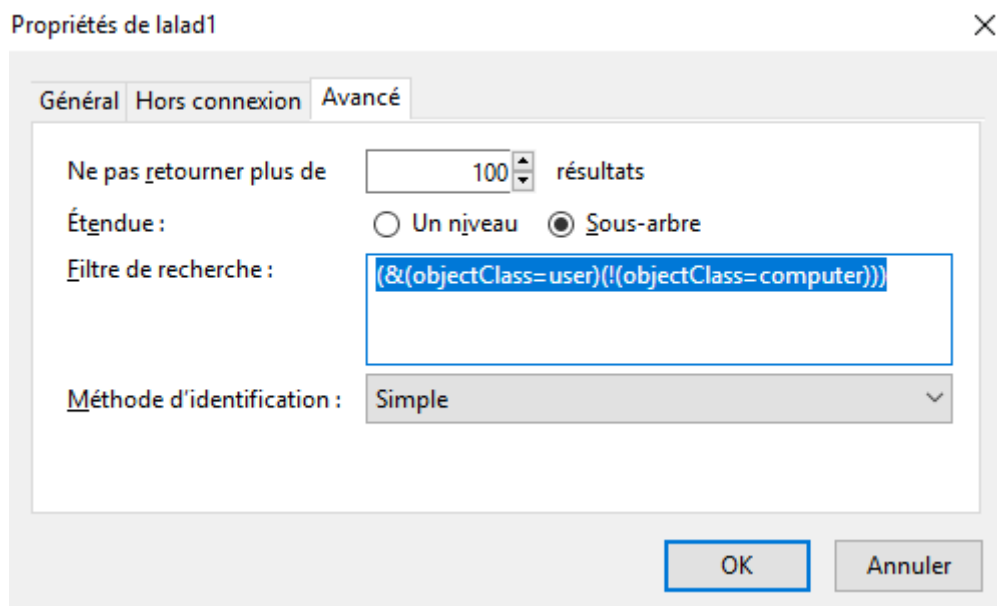 Propriétés de lalad1
Général Hors connexion Avancé
Ne pas retourner plus de 100 résultats
Étendue : Un niveau Sous-arbre
Filtre de recherche : (&(objectClass=user)(!(objectClass=computer)))
Méthode d'identification : Simple
OK Annuler